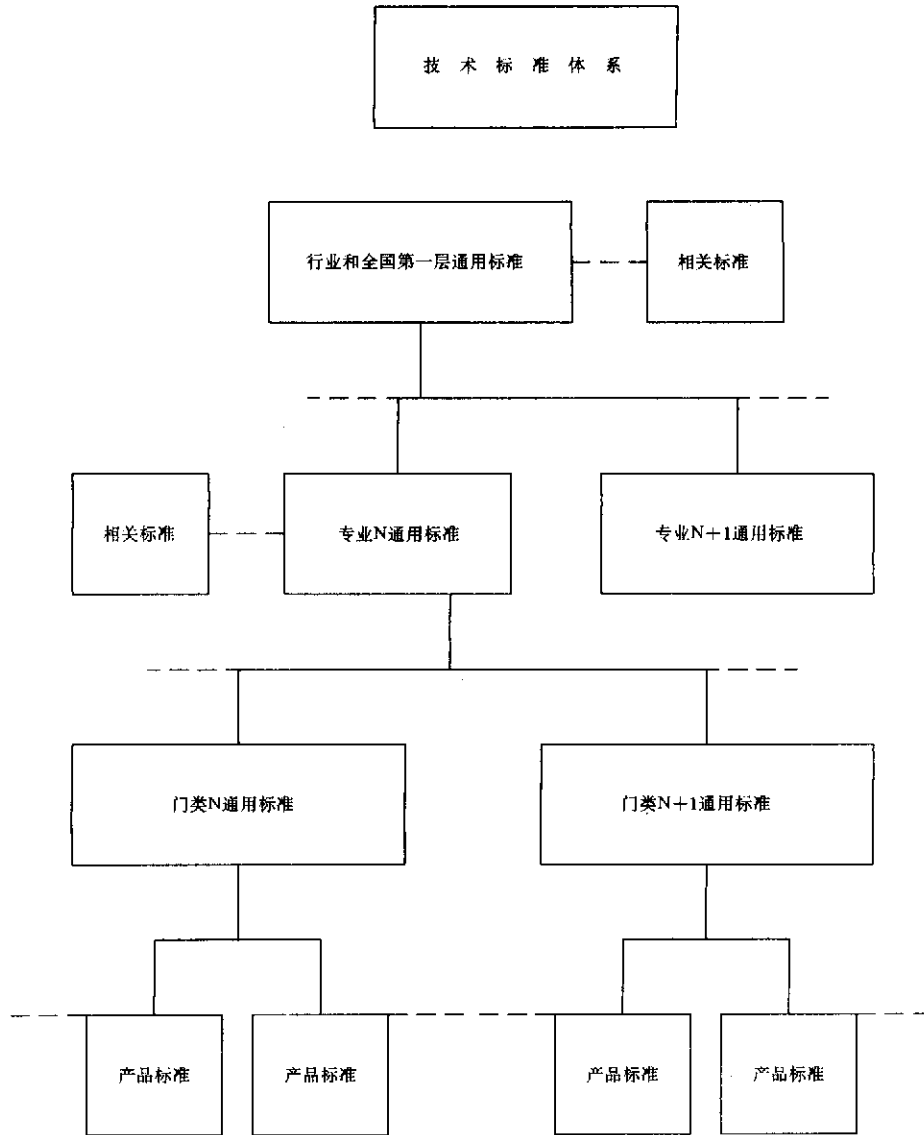 技术标准体系
行业和全国第一层通用标准
相关标准
相关标准
专业N通用标准
专业N+1通用标准
门类N通用标准
门类N+1通用标准
产品标准
产品标准
产品标准
产品标准